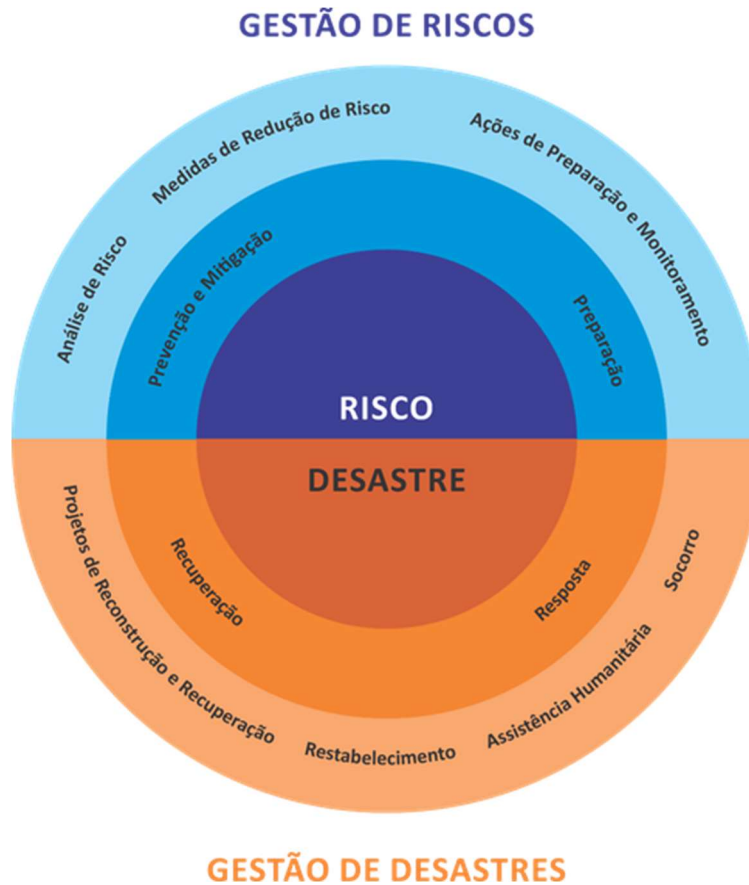 GESTÃO DE RISCOS
Medidas de Redução de Risco
Ações de Preparação e Monitoramento
Análise de Risco
Prevenção e Mitigação
Preparação
RISCO
DESASTRE
Recuperação
Resposta
Socorro
Projetos de Reconstrução e Recuperação
Restabelecimento
Assistência Humanitária
GESTÃO DE DESASTRES